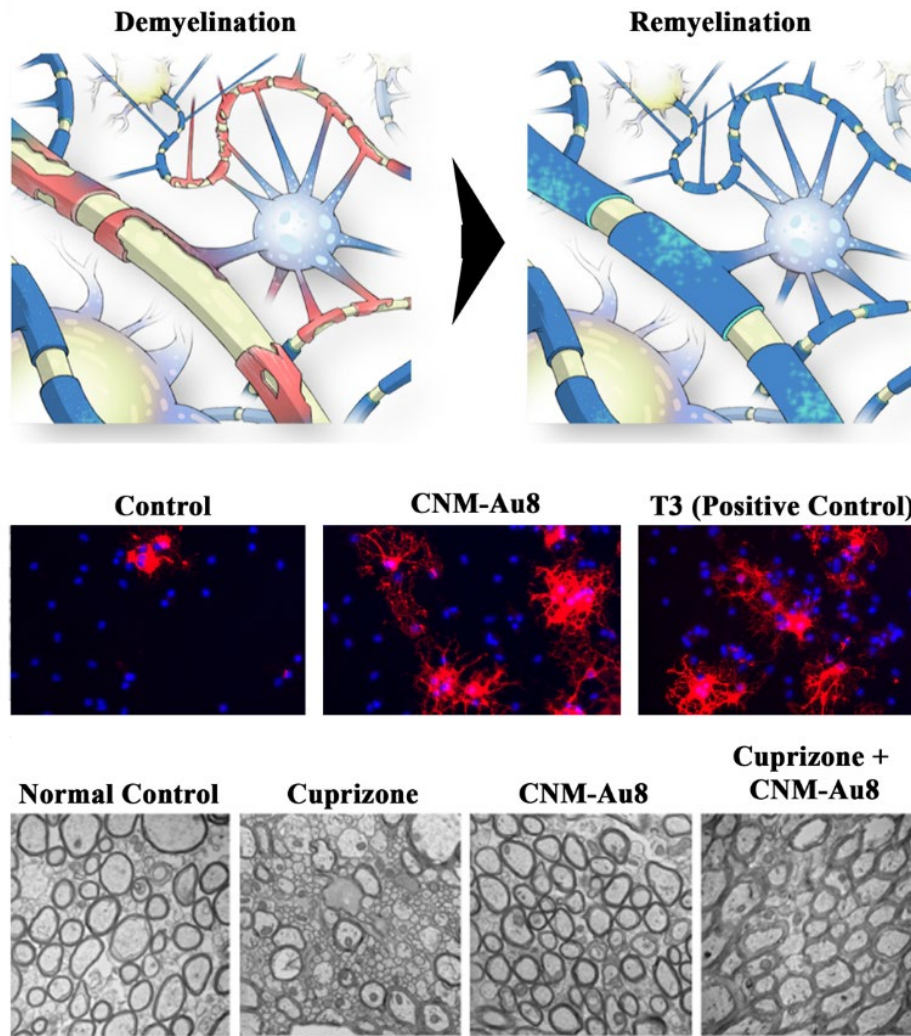 Demyelination
Remyelination
Control
CNM-Au8
T3 (Positive Control)
Normal Control
Cuprizone
CNM-Au8
Cuprizone +
CNM-Au8